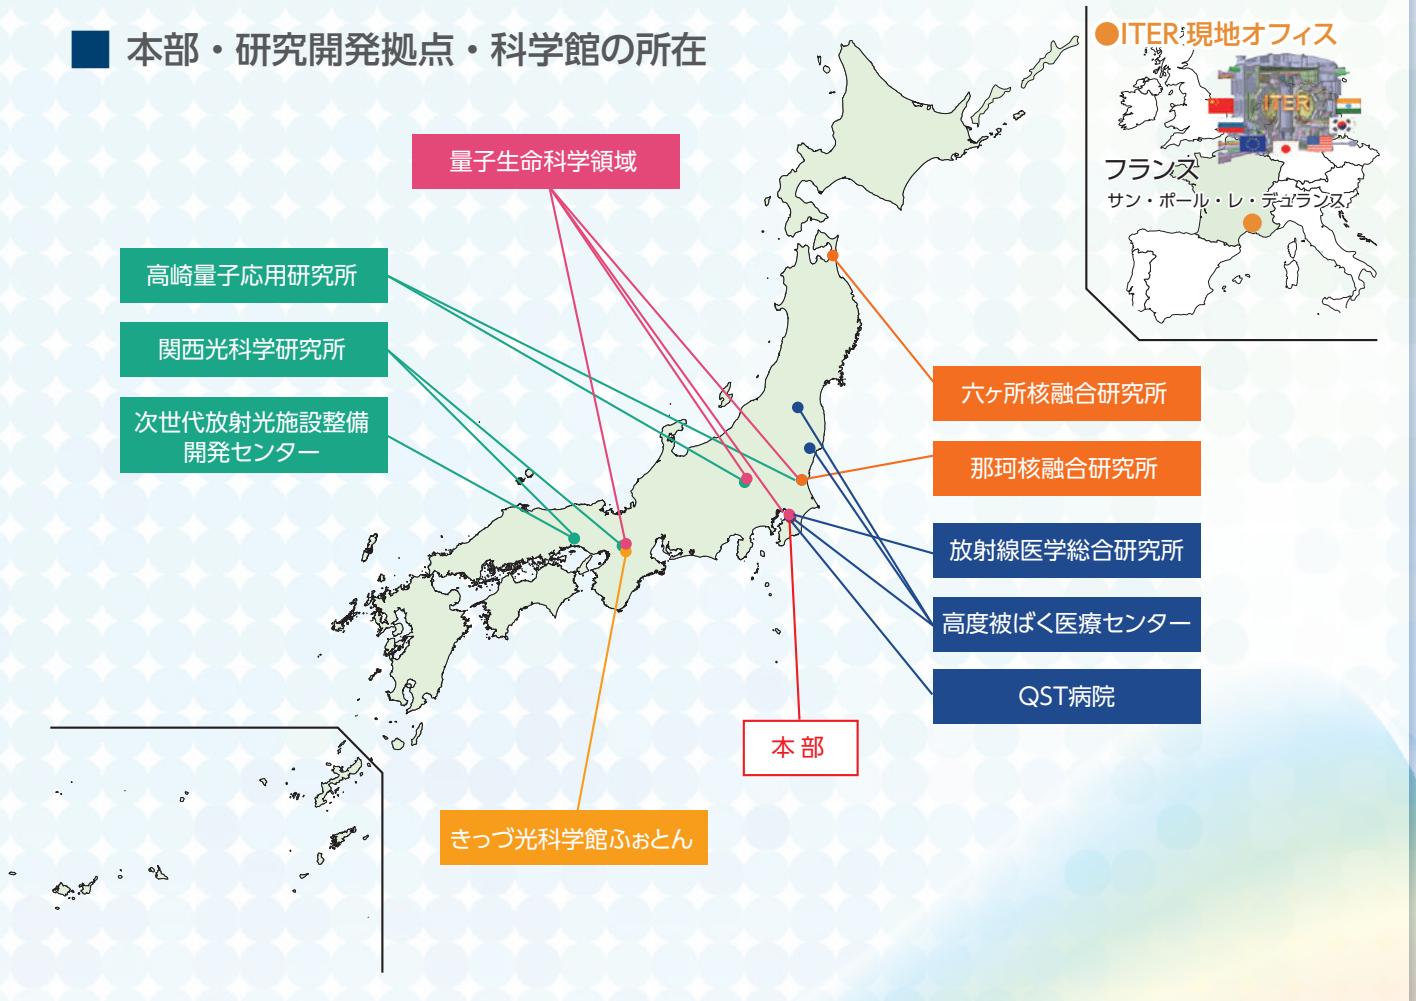 本部・研究開発拠点・科学館の所在
●ITER現地オフィス
ITER
フランス
サン・ポール・レ・デュランス
量子生命科学領域
高崎量子応用研究所
関西光科学研究所
次世代放射光施設整備
開発センター
六ヶ所核融合研究所
那珂核融合研究所
放射線医学総合研究所
高度被ばく医療センター
QST病院
本部
きっづ光科学館ふぉとん